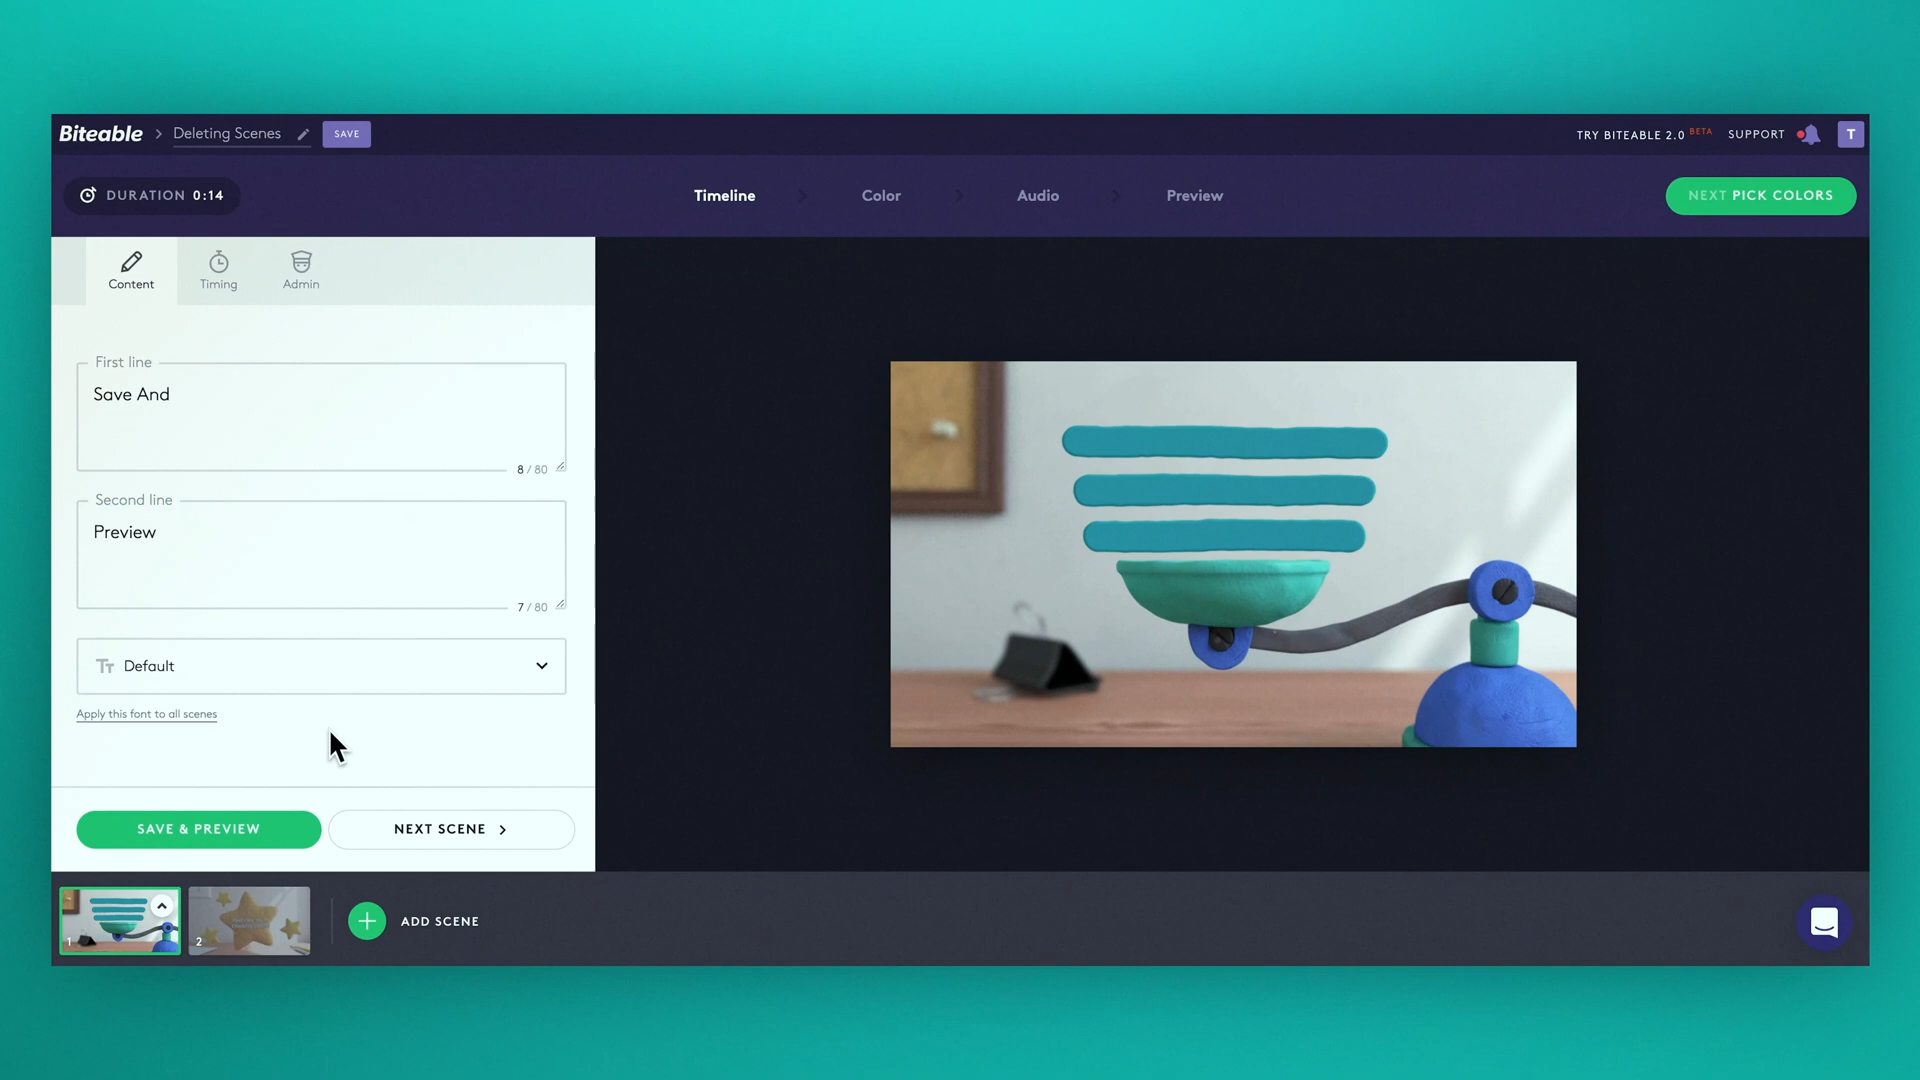 Biteable > Deleting Scenes SAVE
TRY BITEABLE 2.0 BETA SUPPORT T
DURATION 0:14
Timeline > Color > Audio > Preview
NEXT PICK COLORS
Content
Timing
Admin
First line
Save And
8 / 80
Second line
Preview
7 / 80
Tt Default
Apply this font to all scenes
SAVE & PREVIEW
NEXT SCENE >
1
2
ADD SCENE